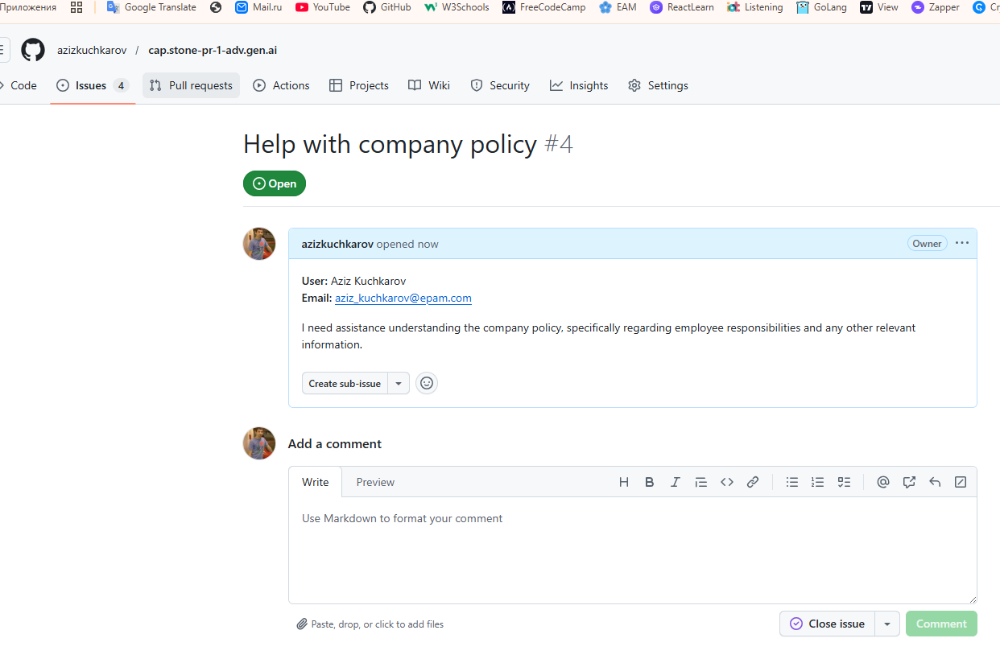 Приложения Google Translate Mail.ru YouTube GitHub W3Schools FreeCodeCamp EAM ReactLearn Listening GoLang View Zapper
azizkuchkarov / cap.stone-pr-1-adv.gen.ai
Code Issues 4 Pull requests Actions Projects Wiki Security Insights Settings
Help with company policy #4
Open
azizkuchkarov opened now Owner
User: Aziz Kuchkarov
Email: aziz_kuchkarov@epam.com
I need assistance understanding the company policy, specifically regarding employee responsibilities and any other relevant
information.
Create sub-issue
Add a comment
Write Preview
Use Markdown to format your comment
Paste, drop, or click to add files
Close issue Comment